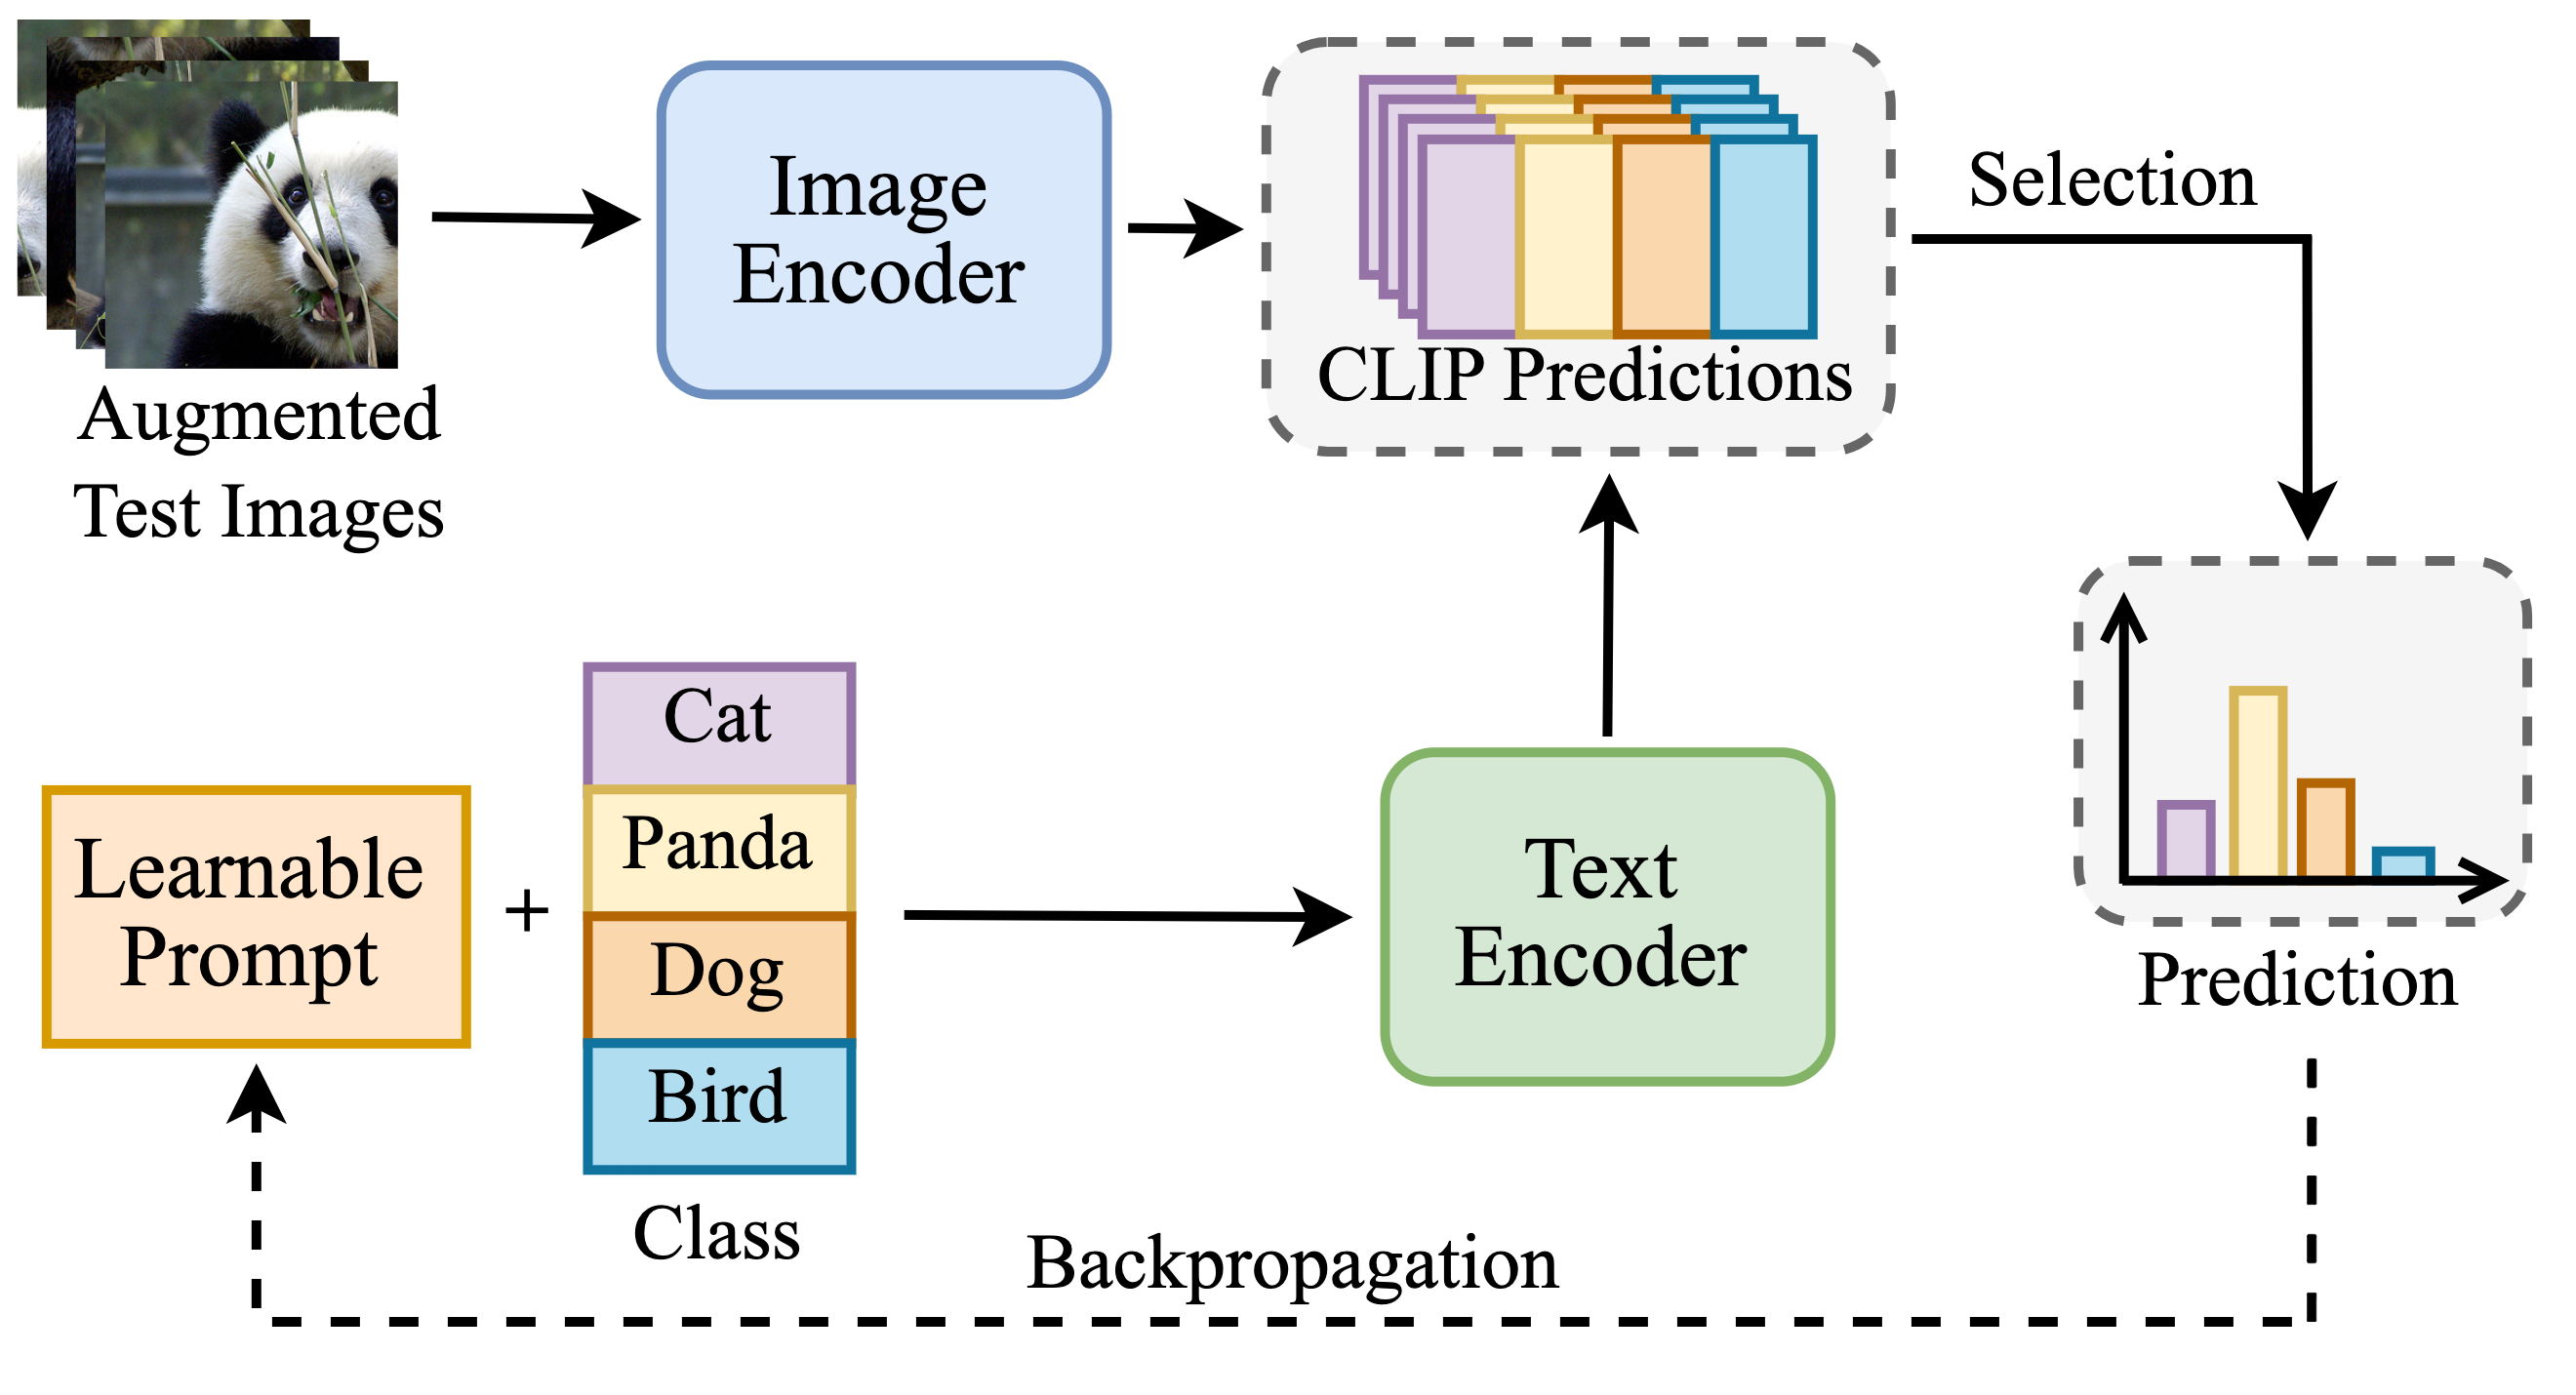 Augmented
Test Images
Image
Encoder
CLIP Predictions
Selection
Learnable
Prompt
+
Cat
Panda
Dog
Bird
Class
Text
Encoder
Prediction
Backpropagation